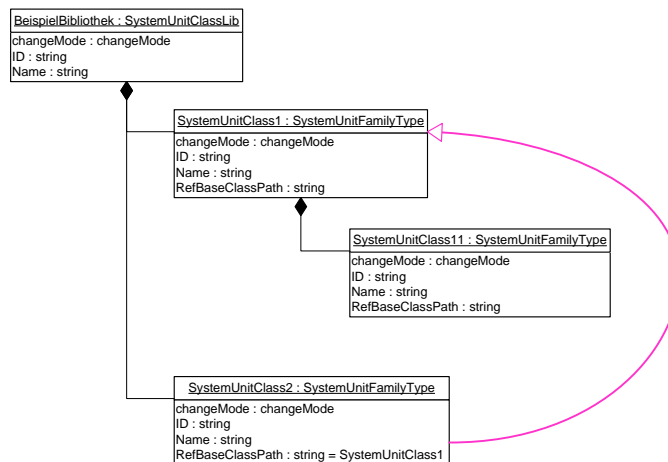 BeispielBibliothek : SystemUnitClassLib
changeMode : changeMode
ID : string
Name : string
SystemUnitClass1 : SystemUnitFamilyType
changeMode : changeMode
ID : string
Name : string
RefBaseClassPath : string
SystemUnitClass11 : SystemUnitFamilyType
changeMode : changeMode
ID : string
Name : string
RefBaseClassPath : string
SystemUnitClass2 : SystemUnitFamilyType
changeMode : changeMode
ID : string
Name : string
RefBaseClassPath : string = SystemUnitClass1